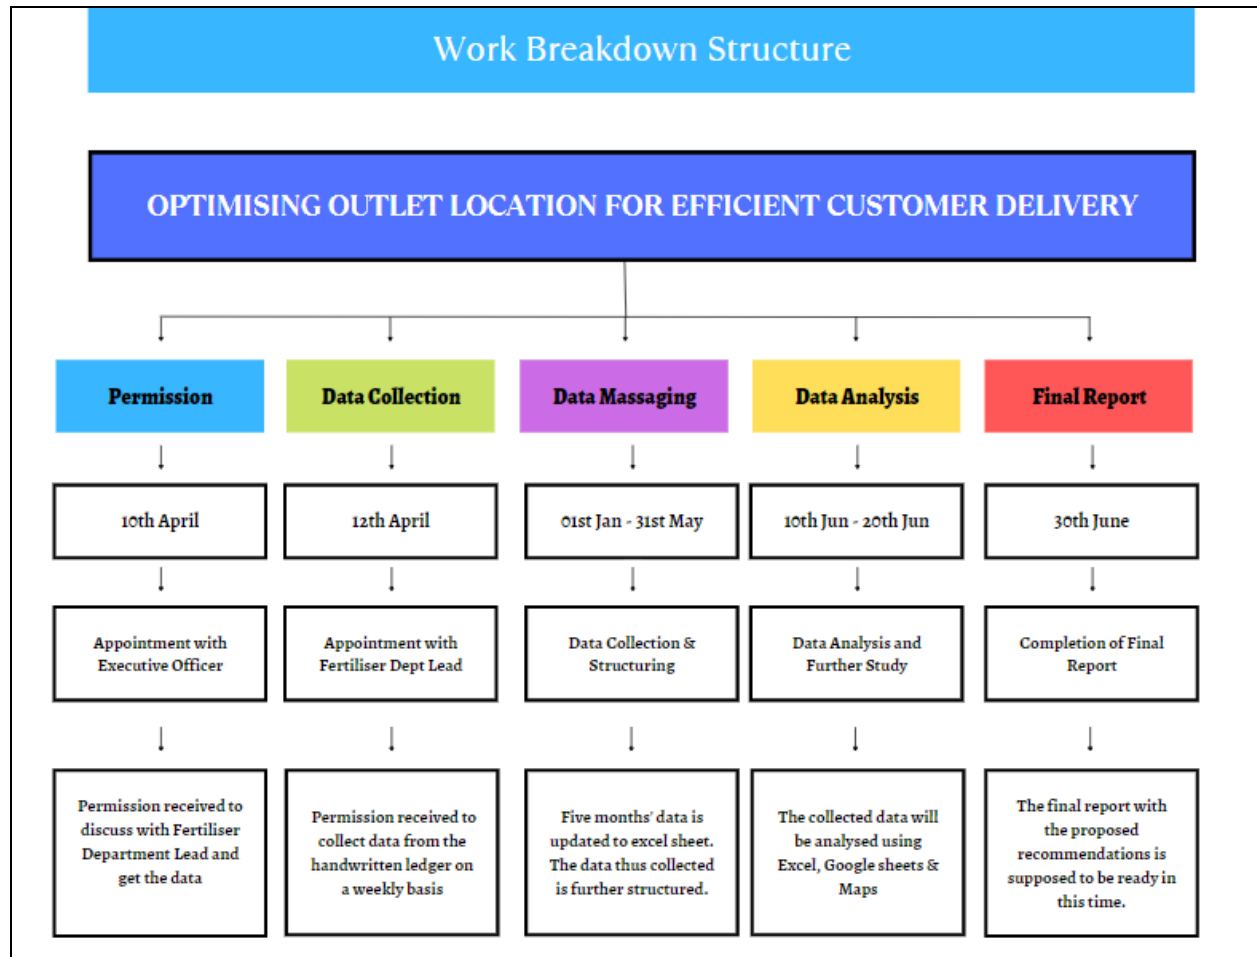 Work Breakdown Structure
OPTIMISING OUTLET LOCATION FOR EFFICIENT CUSTOMER DELIVERY
Permission
10th April
Appointment with
Executive Officer
Permission received to
discuss with Fertiliser
Department Lead and
get the data
Data Collection
12th April
Appointment with
Fertiliser Dept Lead
Permission received to
collect data from the
handwritten ledger on
a weekly basis
Data Massaging
01st Jan - 31st May
Data Collection &
Structuring
Five months' data is
updated to excel sheet.
The data thus collected
is further structured.
Data Analysis
10th Jun - 20th Jun
Data Analysis and
Further Study
The collected data will
be analysed using
Excel, Google sheets &
Maps
Final Report
30th June
Completion of Final
Report
The final report with
the proposed
recommendations is
supposed to be ready in
this time.